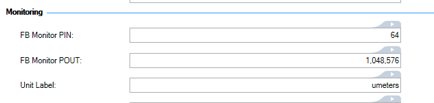 Monitoring
FB Monitor PIN: 64
FB Monitor POUT: 1,048,576
Unit Label: umeters